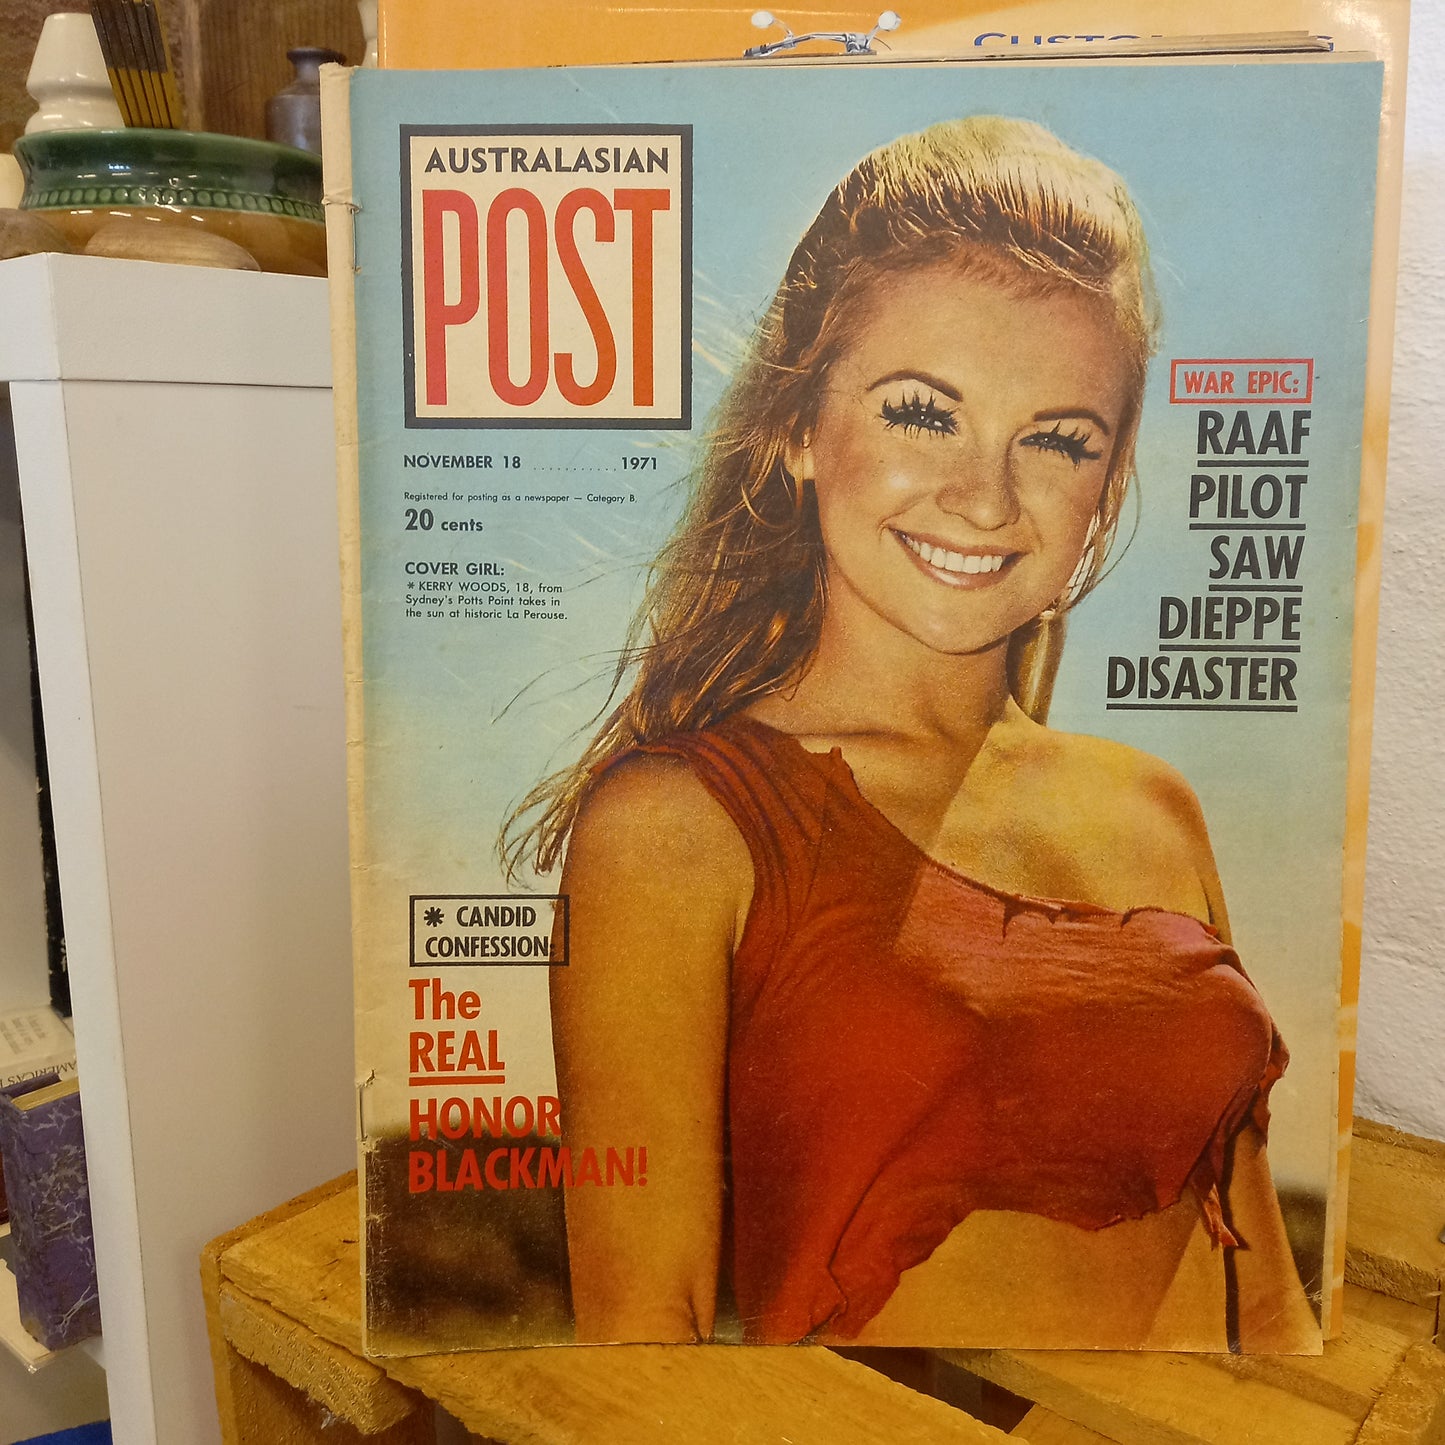 AUSTRALASIAN
POST
NOVEMBER 18 ............ 1971
Registered for posting as a newspaper — Category B.
20 cents
COVER GIRL:
* KERRY WOODS, 18, from
Sydney's Potts Point takes in
the sun at historic La Perouse.
WAR EPIC:
RAAF
PILOT
SAW
DIEPPE
DISASTER
* CANDID
CONFESSION:
The
REAL
HONOR
BLACKMAN!